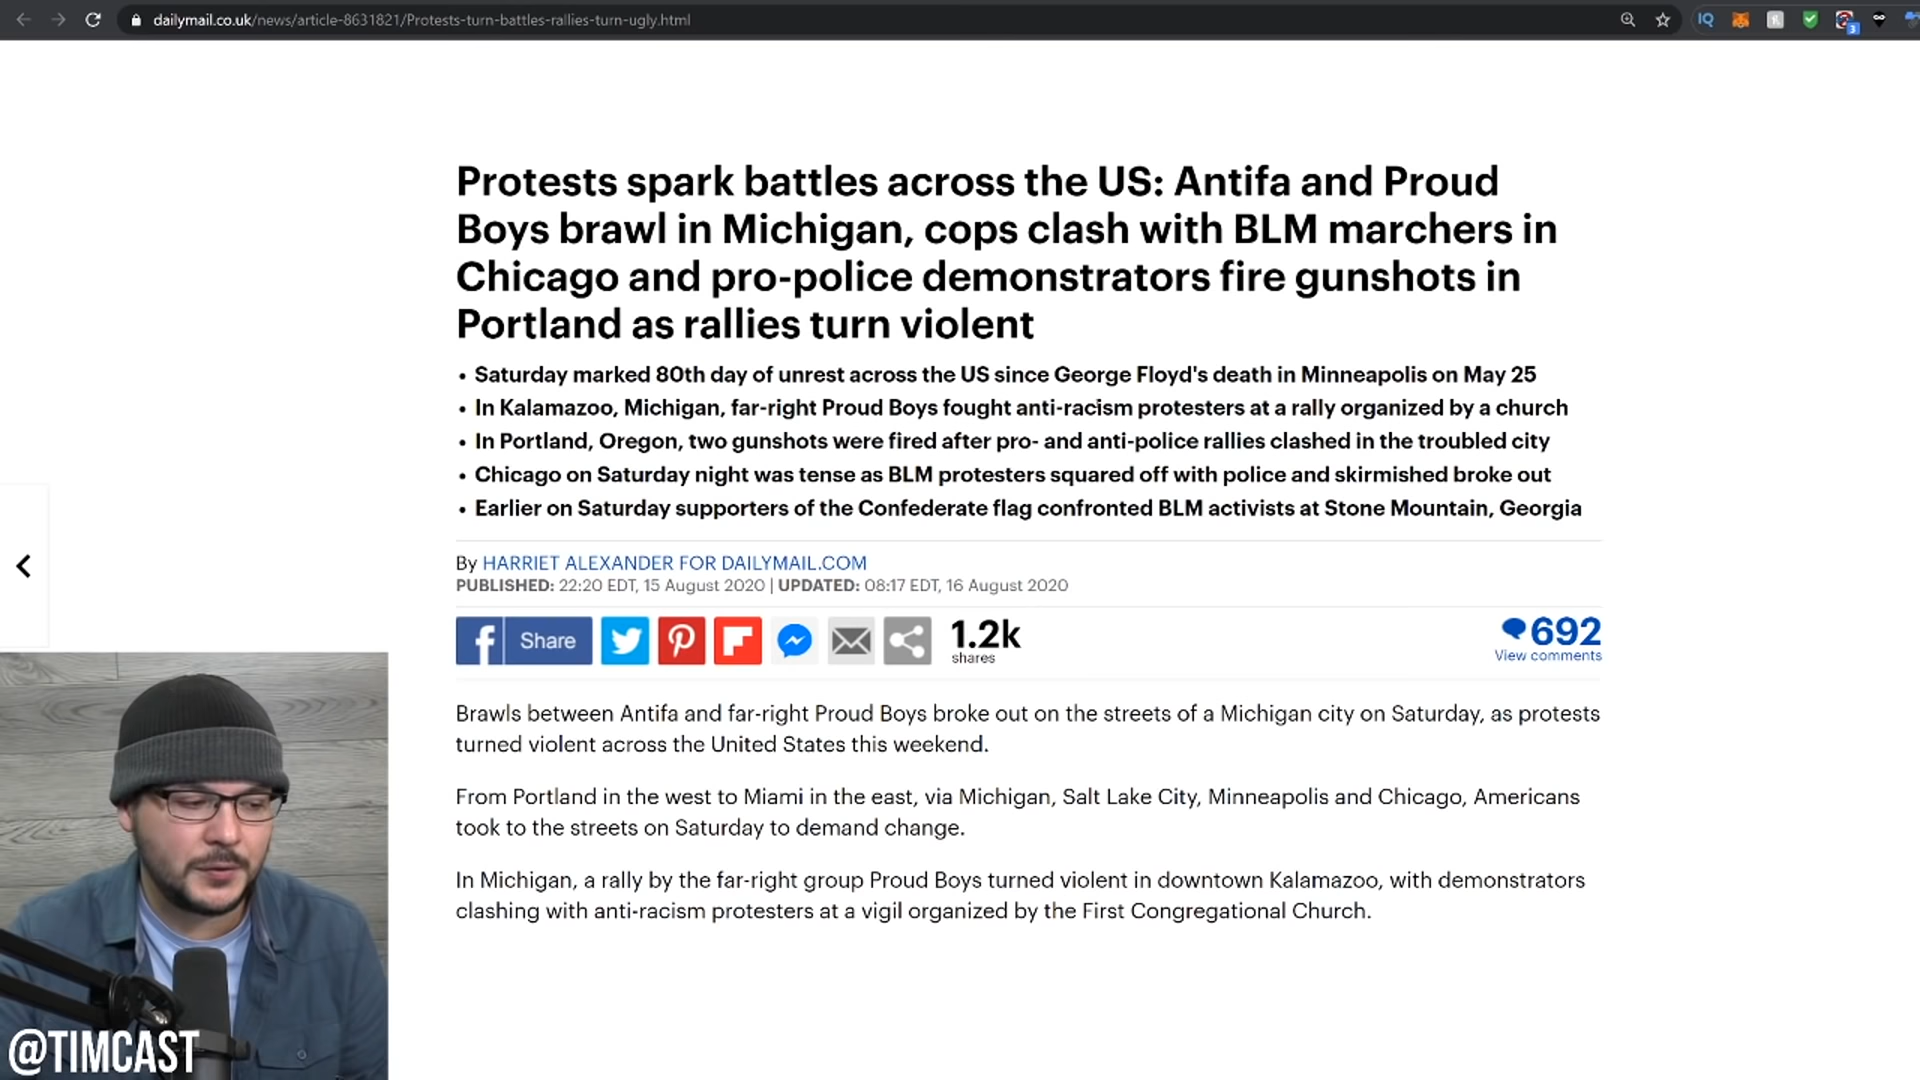 dailymail.co.uk/news/article-8631821/Protests-turn-battles-rallies-turn-ugly.html
IQ
3
Protests spark battles across the US: Antifa and Proud
Boys brawl in Michigan, cops clash with BLM marchers in
Chicago and pro-police demonstrators fire gunshots in
Portland as rallies turn violent
• Saturday marked 80th day of unrest across the US since George Floyd's death in Minneapolis on May 25
• In Kalamazoo, Michigan, far-right Proud Boys fought anti-racism protesters at a rally organized by a church
• In Portland, Oregon, two gunshots were fired after pro- and anti-police rallies clashed in the troubled city
• Chicago on Saturday night was tense as BLM protesters squared off with police and skirmished broke out
• Earlier on Saturday supporters of the Confederate flag confronted BLM activists at Stone Mountain, Georgia
By HARRIET ALEXANDER FOR DAILYMAIL.COM
PUBLISHED: 22:20 EDT, 15 August 2020 | UPDATED: 08:17 EDT, 16 August 2020
Share
1.2k
shares
692
View comments
Brawls between Antifa and far-right Proud Boys broke out on the streets of a Michigan city on Saturday, as protests
turned violent across the United States this weekend.
From Portland in the west to Miami in the east, via Michigan, Salt Lake City, Minneapolis and Chicago, Americans
took to the streets on Saturday to demand change.
In Michigan, a rally by the far-right group Proud Boys turned violent in downtown Kalamazoo, with demonstrators
clashing with anti-racism protesters at a vigil organized by the First Congregational Church.
@TIMCAST